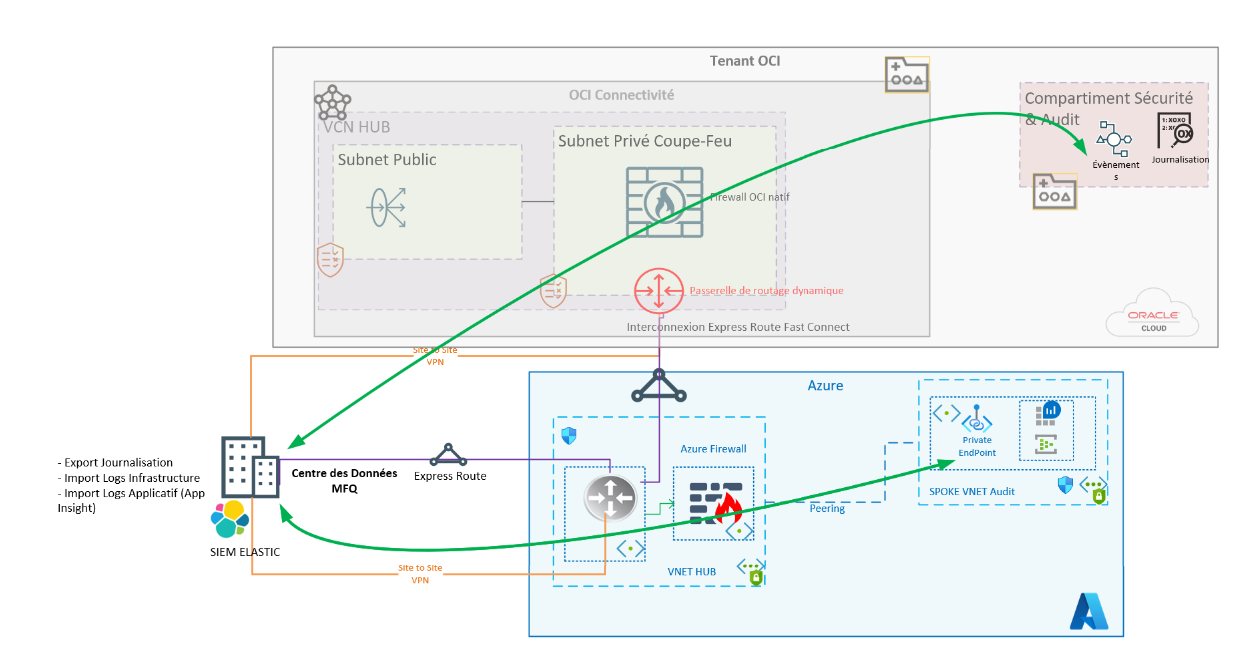 Tenant OCI
OCI Connectivité
VCN HUB
Subnet Public
Subnet Privé Coupe-Feu
Firewall OCI natif
Passerelle de routage dynamique
Interconnexion Express Route Fast Connect
Compartiment Sécurité
& Audit
1: XOXO
OX
Évènement
s
Journalisation
ORACLE
CLOUD
Site to Site
VPN
Azure
- Export Journalisation
- Import Logs Infrastructure
- Import Logs Applicatif (App
Insight)
Centre des Données
MFQ
Express Route
SIEM ELASTIC
Azure Firewall
VNET HUB
Peering
Private
EndPoint
SPOKE VNET Audit
Site to Site
VPN